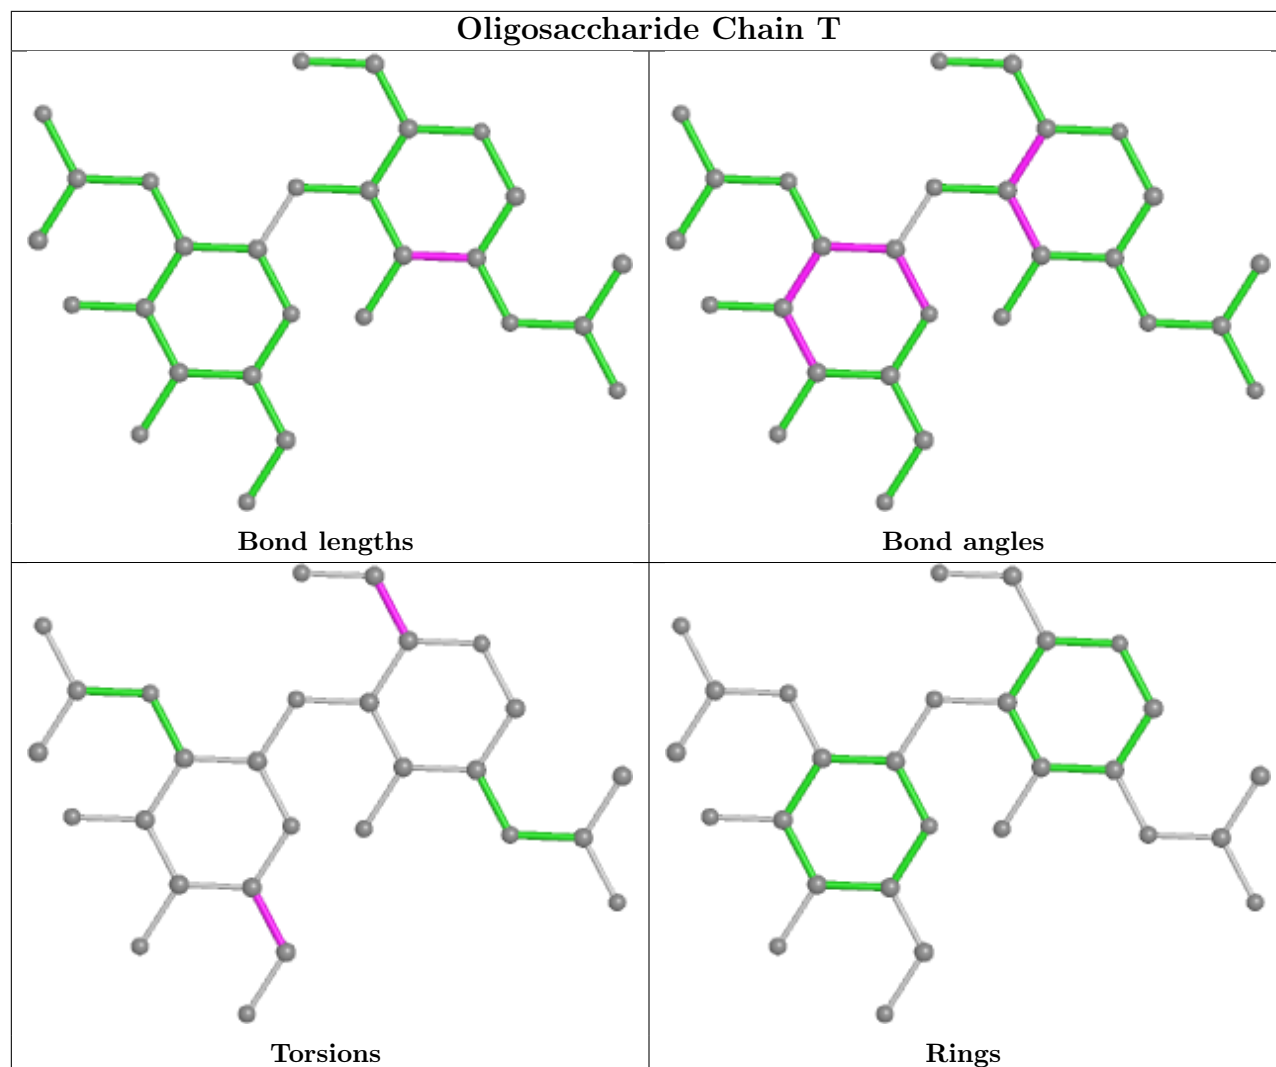 Oligosaccharide Chain T
Bond lengths
Bond angles
Torsions
Rings